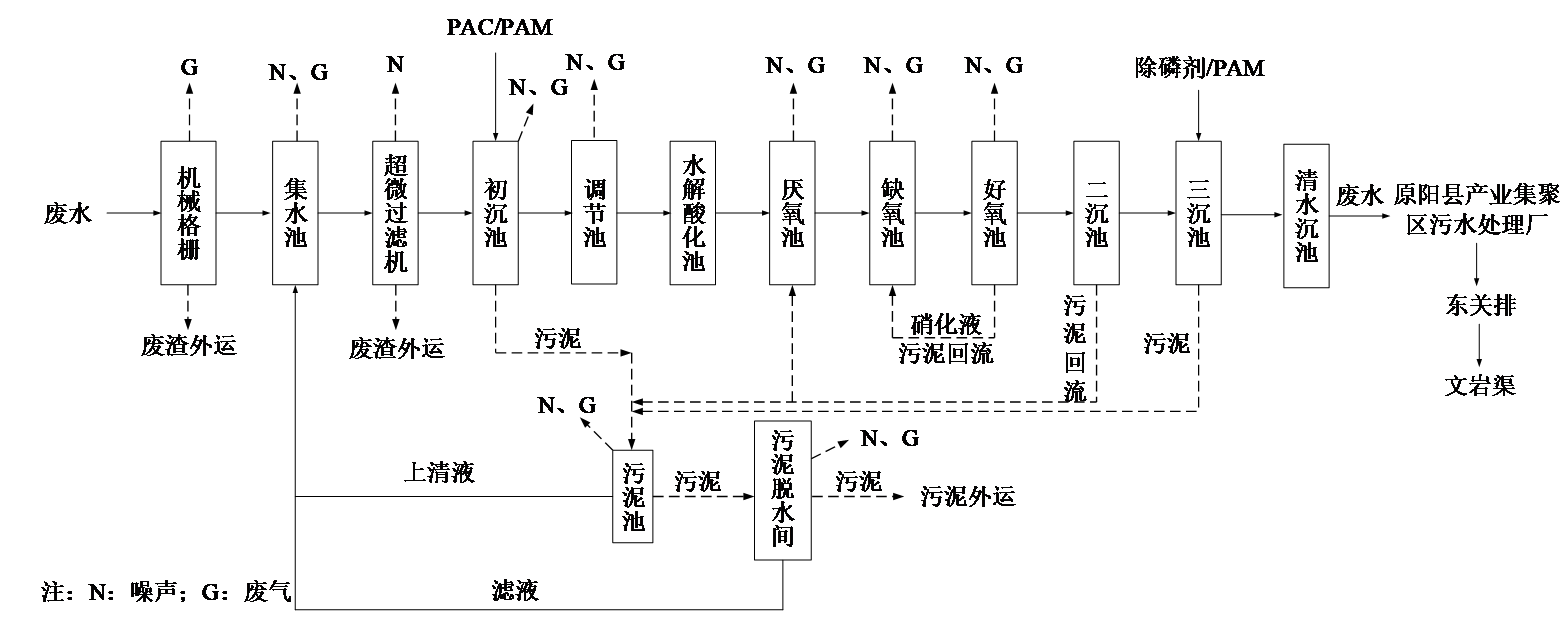 PAC/PAM
G
N、G
N
N、G
N、G
N、G
N、G
N、G
除磷剂/PAM
废水
机械格栅
集水池
超微过滤机
初沉池
调节池
水解酸化池
厌氧池
缺氧池
好氧池
二沉池
三沉池
清水沉池
废水
原阳县产业集聚
区污水处理厂
东关排
文岩渠
废渣外运
废渣外运
污泥
硝化液
污泥回流
污泥回流
污泥
N、G
上清液
污泥池
污泥
污泥脱水间
N、G
污泥
污泥外运
滤液
注：N：噪声；G：废气